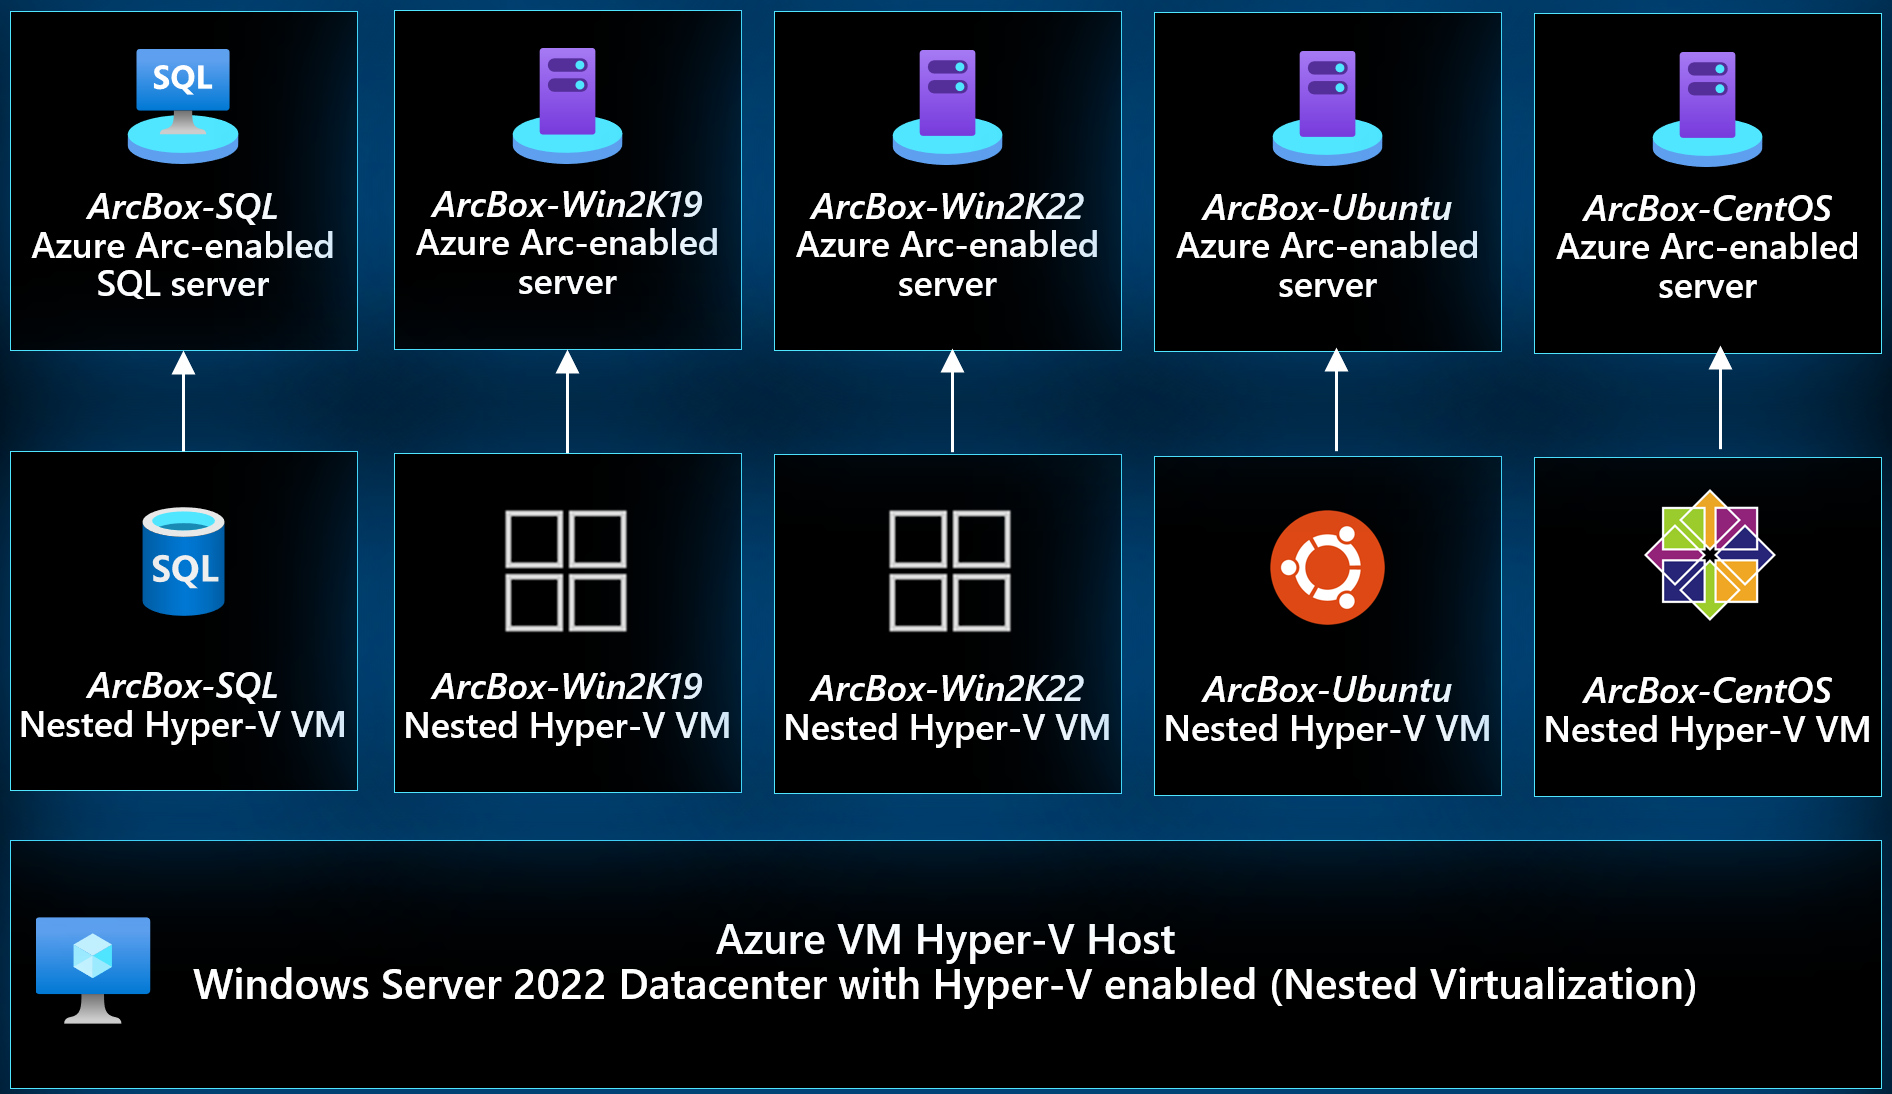 SQL
ArcBox-SQL
Azure Arc-enabled
SQL server
ArcBox-Win2K19
Azure Arc-enabled
server
ArcBox-Win2K22
Azure Arc-enabled
server
ArcBox-Ubuntu
Azure Arc-enabled
server
ArcBox-CentOS
Azure Arc-enabled
server
SQL
ArcBox-SQL
Nested Hyper-V VM
ArcBox-Win2K19
Nested Hyper-V VM
ArcBox-Win2K22
Nested Hyper-V VM
ArcBox-Ubuntu
Nested Hyper-V VM
ArcBox-CentOS
Nested Hyper-V VM
Azure VM Hyper-V Host
Windows Server 2022 Datacenter with Hyper-V enabled (Nested Virtualization)